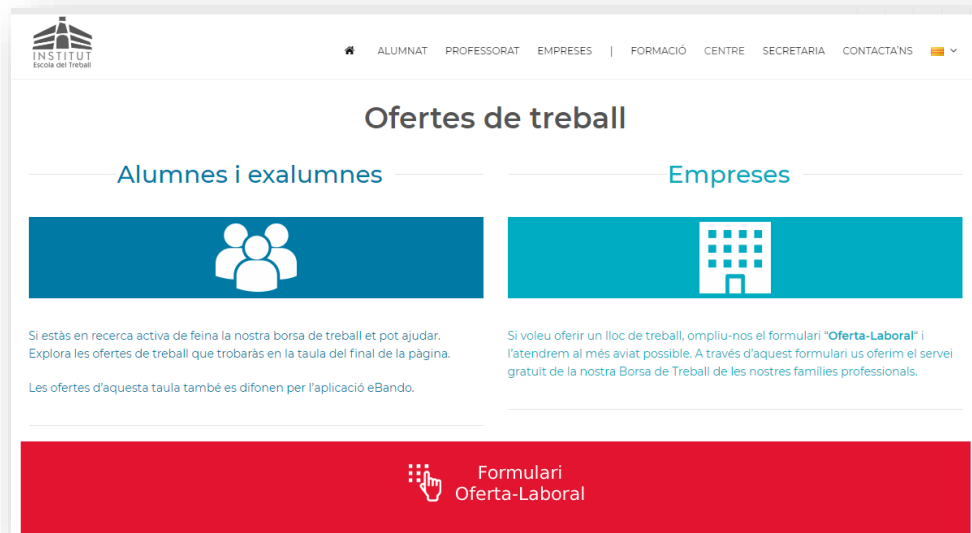 INSTITUT
Escola del Treball
ALUMNAT PROFESSORAT EMPRESES | FORMACIÓ CENTRE SECRETARIA CONTACTA'NS
Ofertes de treball
Alumnes i exalumnes
Si estàs en recerca activa de feina la nostra borsa de treball et pot ajudar.
Explora les ofertes de treball que trobaràs en la taula del final de la pàgina.
Les ofertes d'aquesta taula també es difonen per l'aplicació eBando.
Empreses
Si voleu oferir un lloc de treball, ompliu-nos el formulari "Oferta-Laboral" i
l'atendrem al més aviat possible. A través d'aquest formulari us oferim el servei
gratuït de la nostra Borsa de Treball de les nostres famílies professionals.
Formulari
Oferta-Laboral